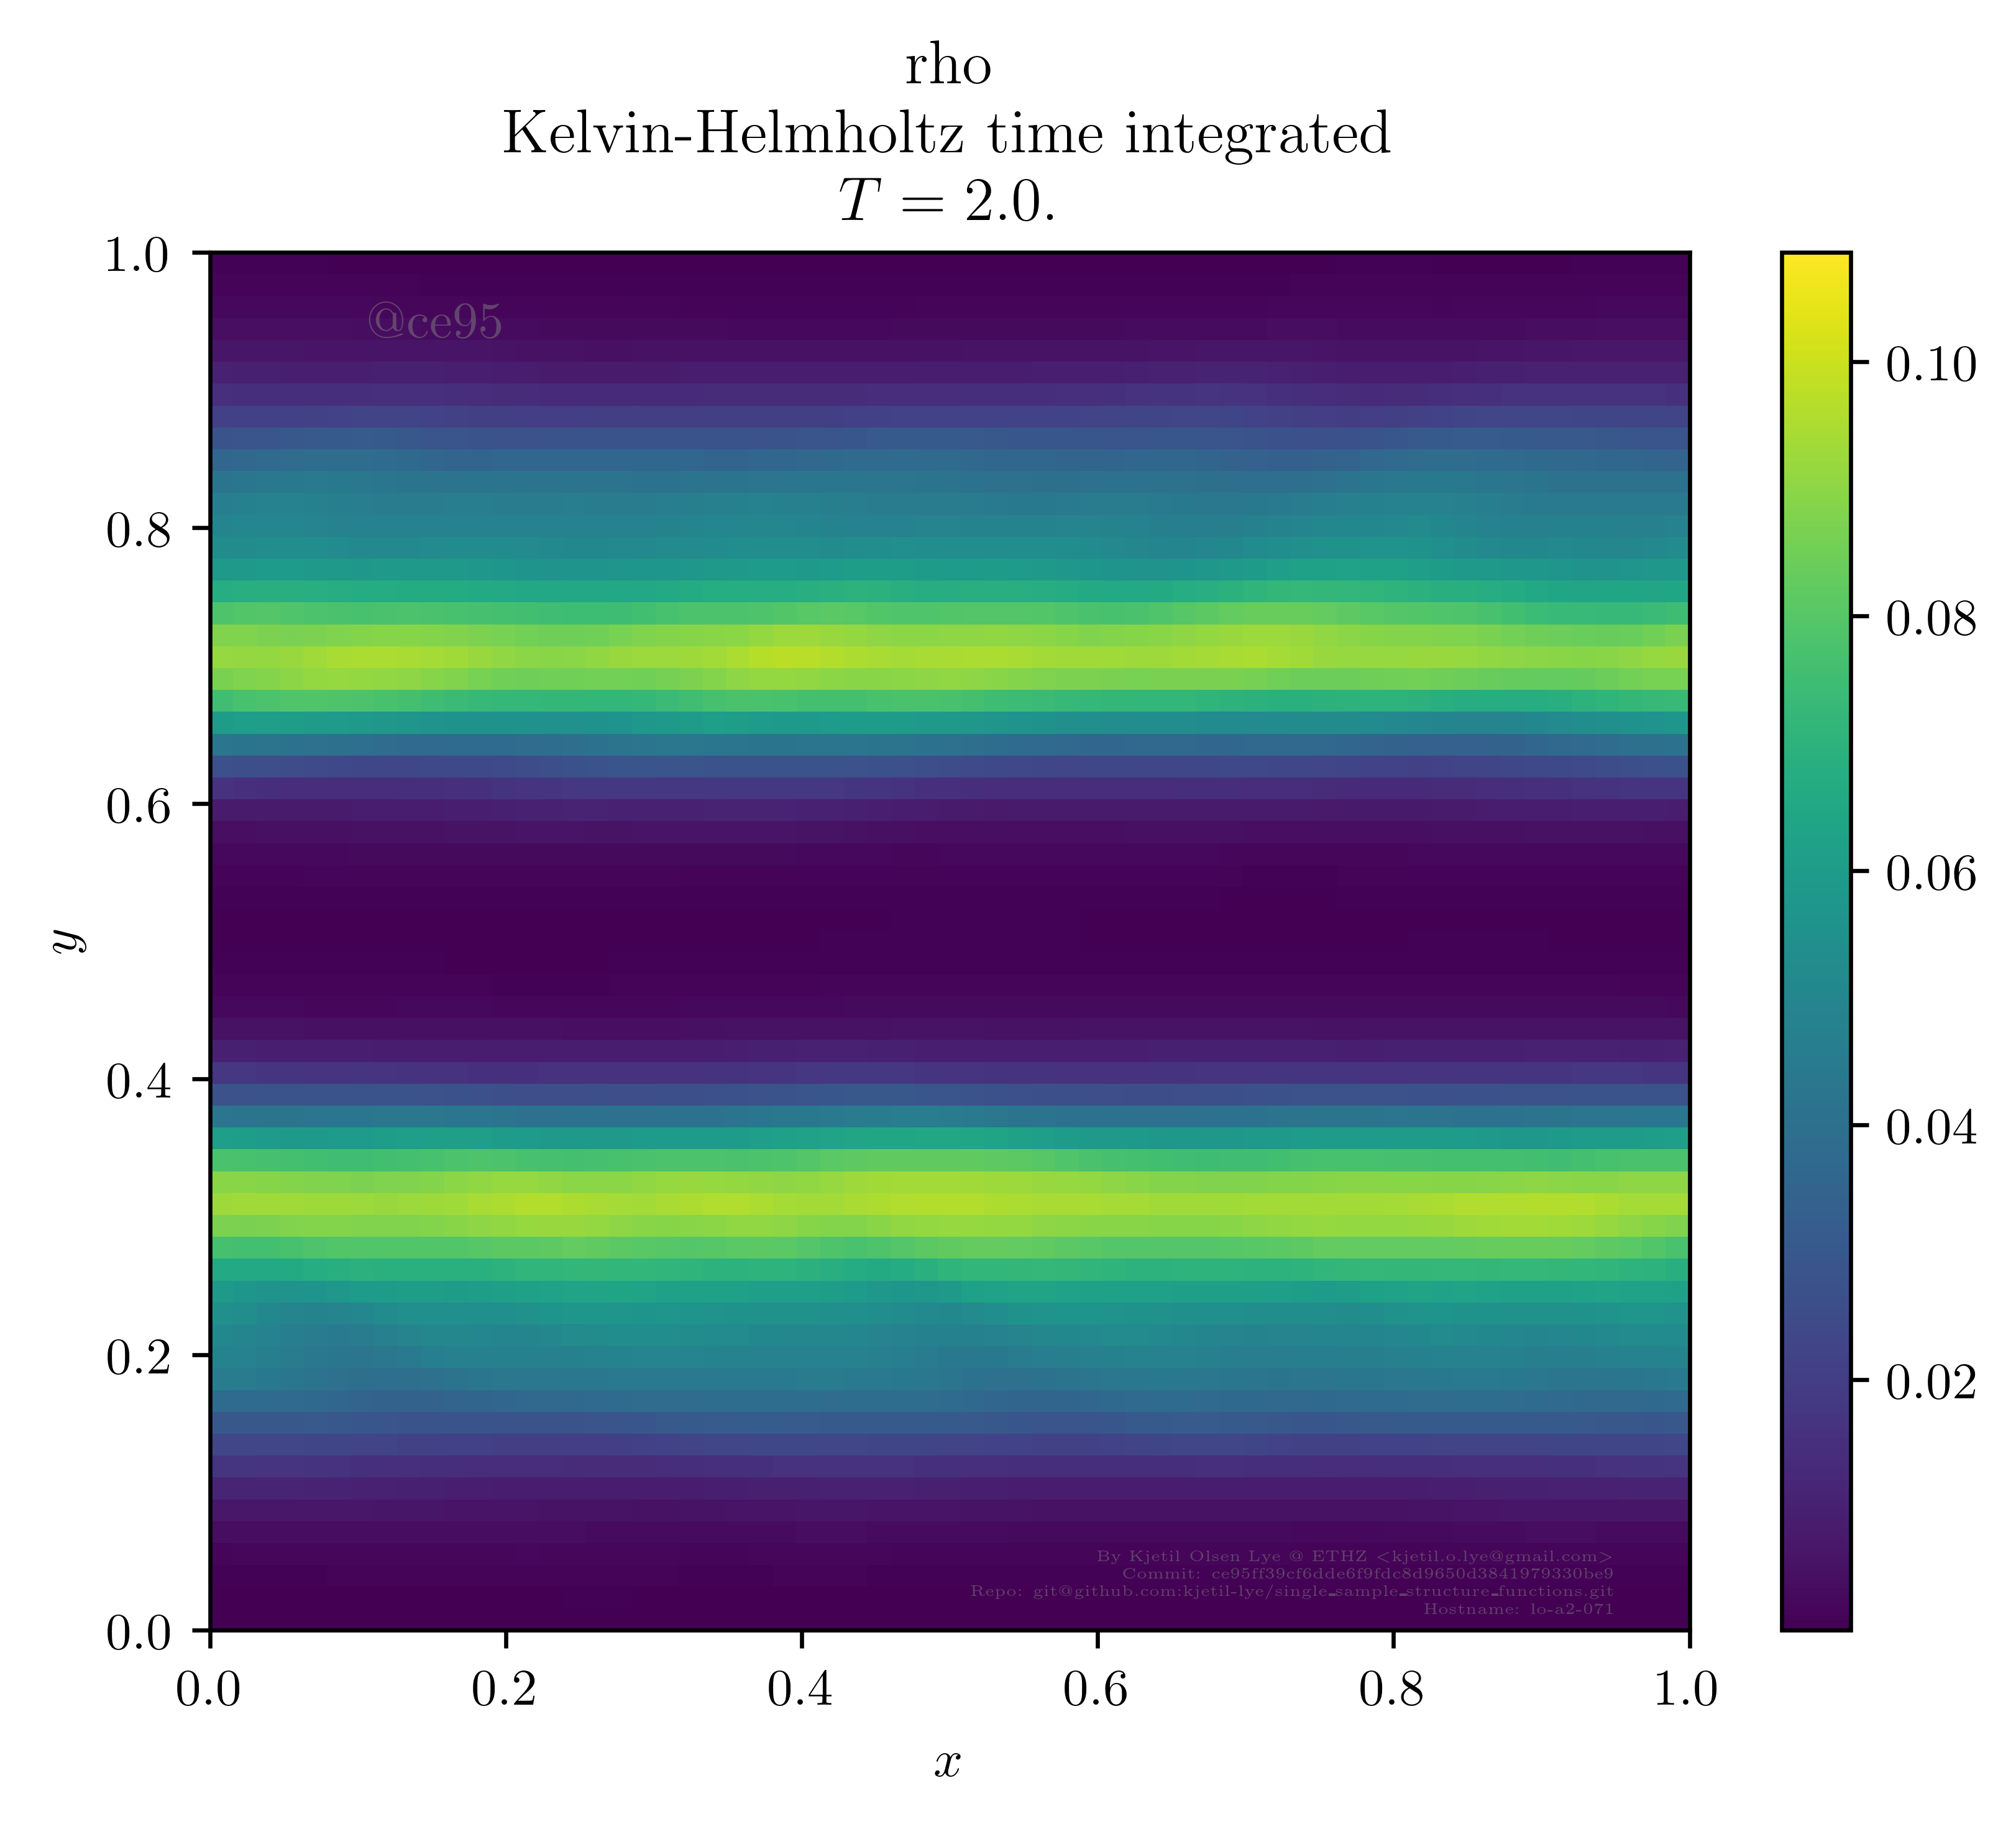 rho
Kelvin-Helmholtz time integrated
T = 2.0.
1.0
0.8
0.6
0.4
0.2
0.0
y
@ce95
By Kjetil Olsen Lye @ ETHZ <kjetil.o.lye@gmail.com>
Commit: ce95ff39cf6dde6f9fdc8d9650d3841979330be9
Repo: git@github.com:kjetil-lye/single_sample_structure_functions.git
Hostname: lo-a2-071
0.0 0.2 0.4 0.6 0.8 1.0
x
0.10
0.08
0.06
0.04
0.02